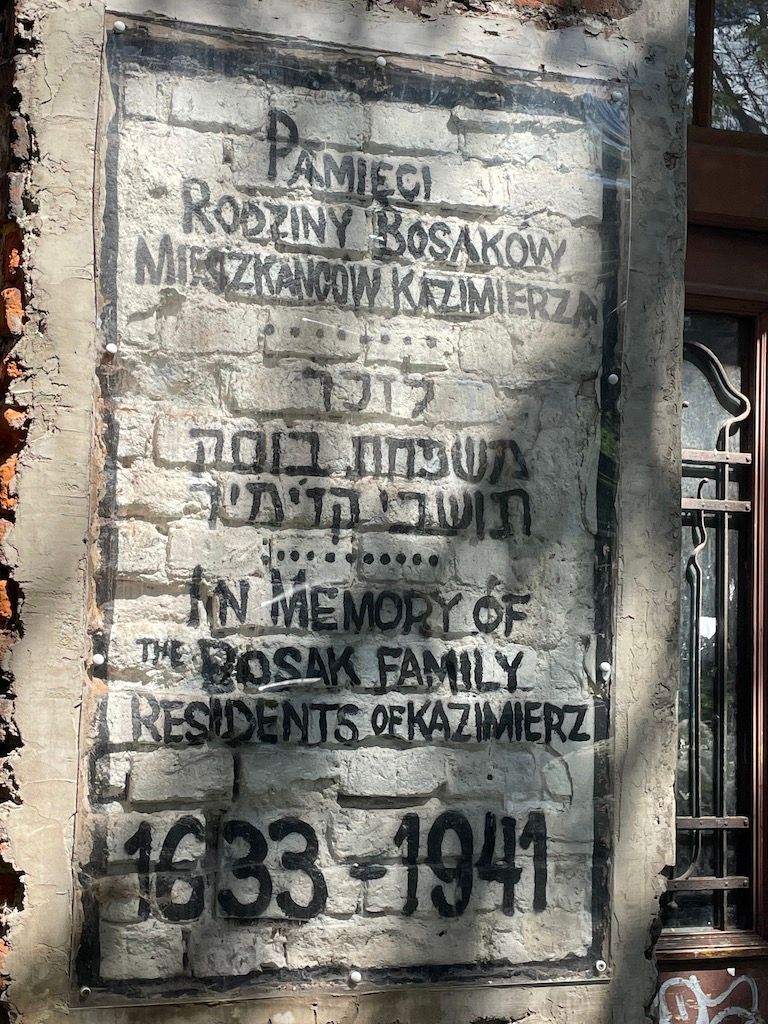 PAMIĘCI
RODZINY BOSAKÓW
MIESZKAŃCÓW KAZIMIERZA
לזכר
משפחת בוסק
תושבי קז'ימיר
IN MEMORY OF
THE BOSAK FAMILY
RESIDENTS OF KAZIMIERZ
1633-1941